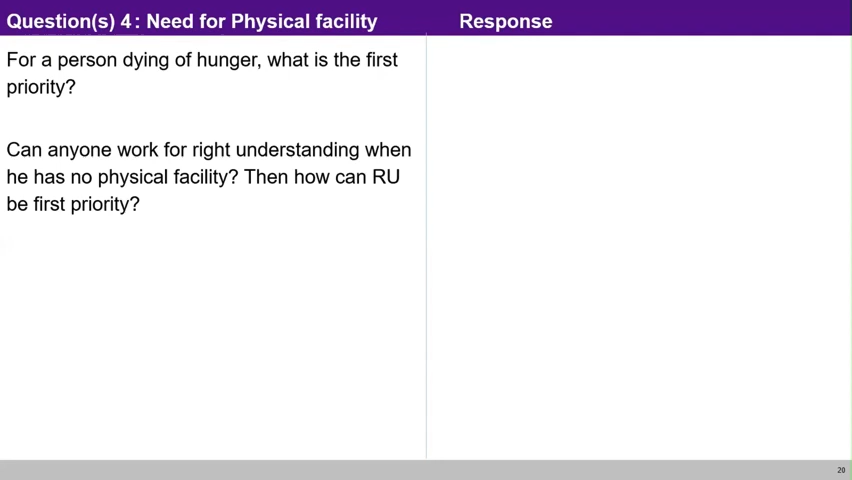 Question(s) 4: Need for Physical facility
Response
For a person dying of hunger, what is the first
priority?
Can anyone work for right understanding when
he has no physical facility? Then how can RU
be first priority?
20